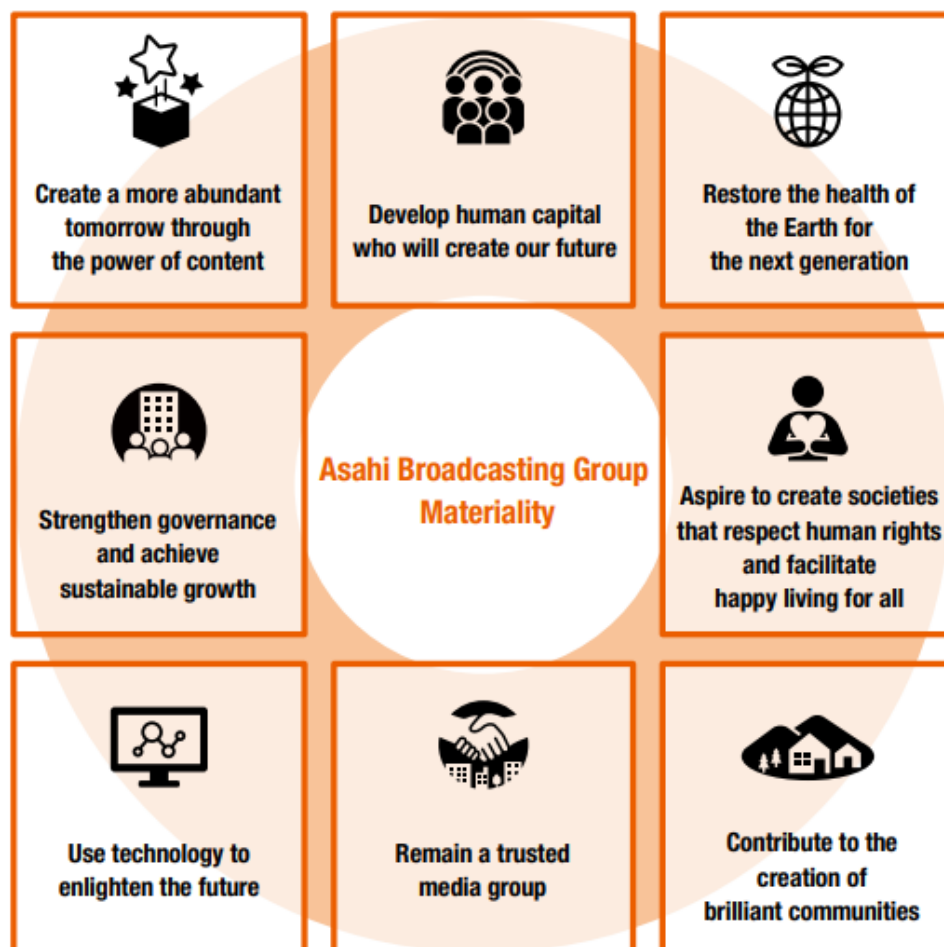 Create a more abundant
tomorrow through
the power of content
Develop human capital
who will create our future
Restore the health of
the Earth for
the next generation
Strengthen governance
and achieve
sustainable growth
Asahi Broadcasting Group
Materiality
Aspire to create societies
that respect human rights
and facilitate
happy living for all
Use technology to
enlighten the future
Remain a trusted
media group
Contribute to the
creation of
brilliant communities